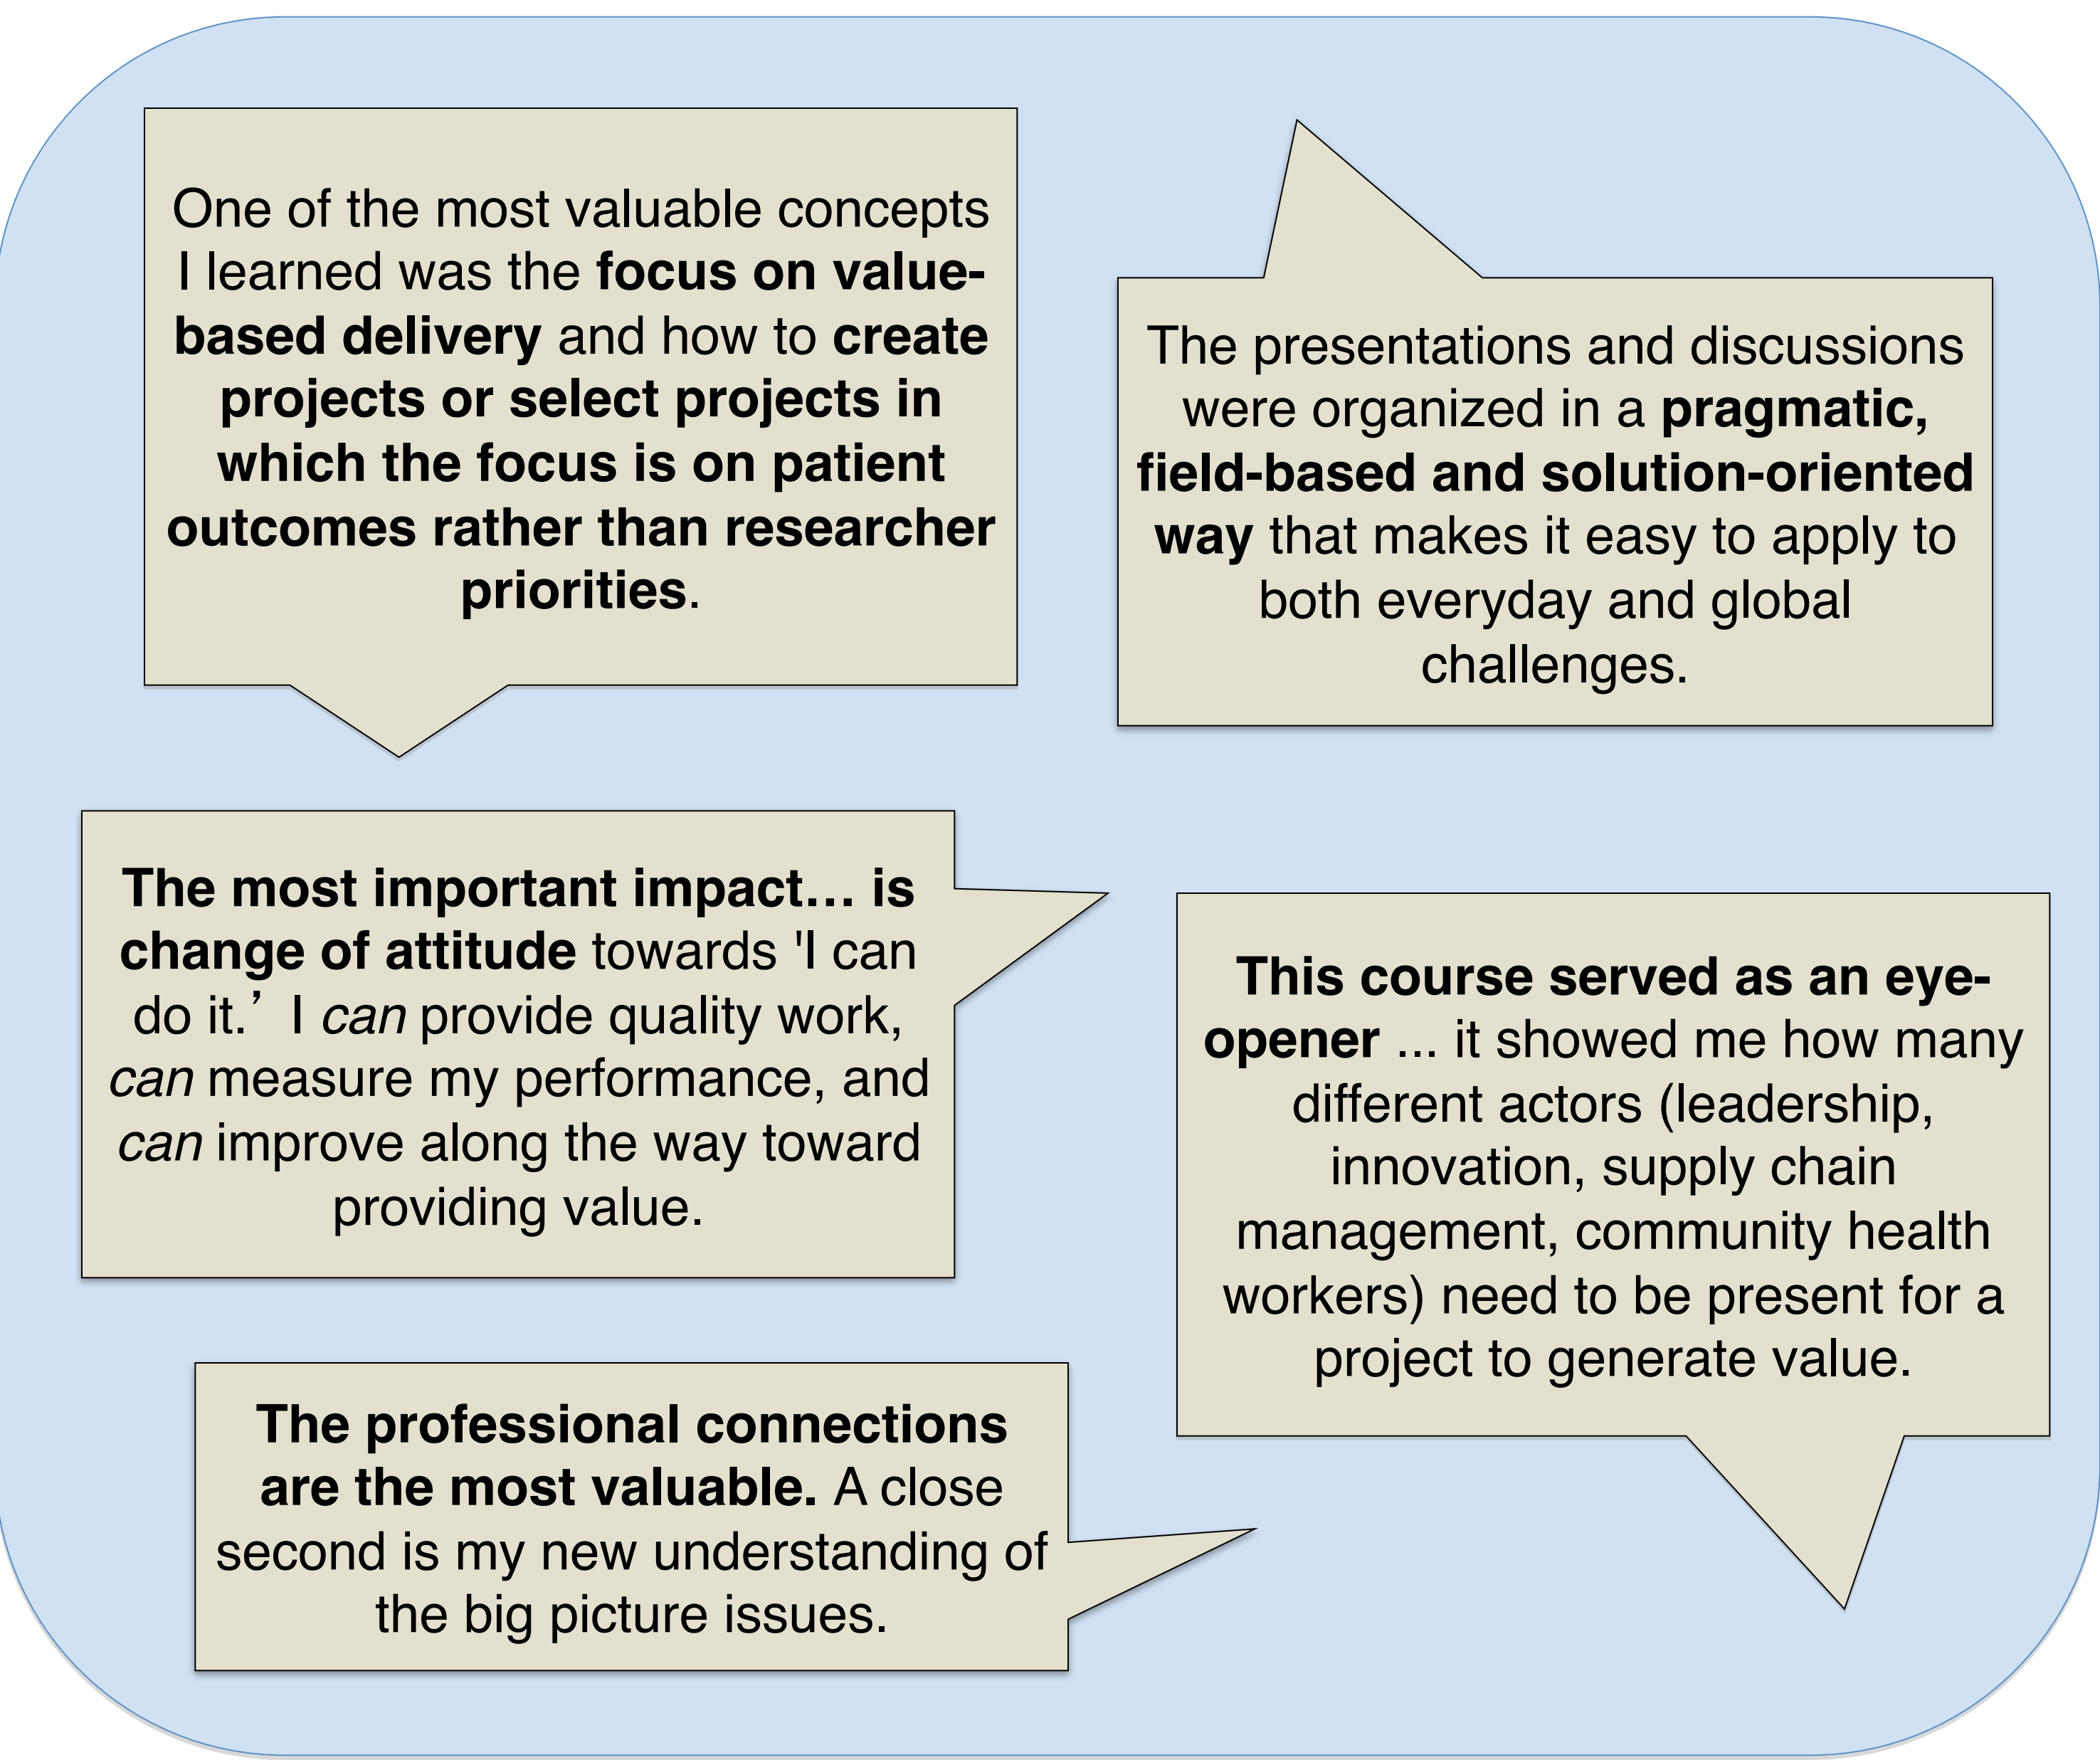 One of the most valuable concepts
I learned was the focus on value-
based delivery and how to create
projects or select projects in
which the focus is on patient
outcomes rather than researcher
priorities.
The presentations and discussions
were organized in a pragmatic,
field-based and solution-oriented
way that makes it easy to apply to
both everyday and global
challenges.
The most important impact… is
change of attitude towards 'I can
do it.’ I can provide quality work,
can measure my performance, and
can improve along the way toward
providing value.
This course served as an eye-
opener ... it showed me how many
different actors (leadership,
innovation, supply chain
management, community health
workers) need to be present for a
project to generate value.
The professional connections
are the most valuable. A close
second is my new understanding of
the big picture issues.